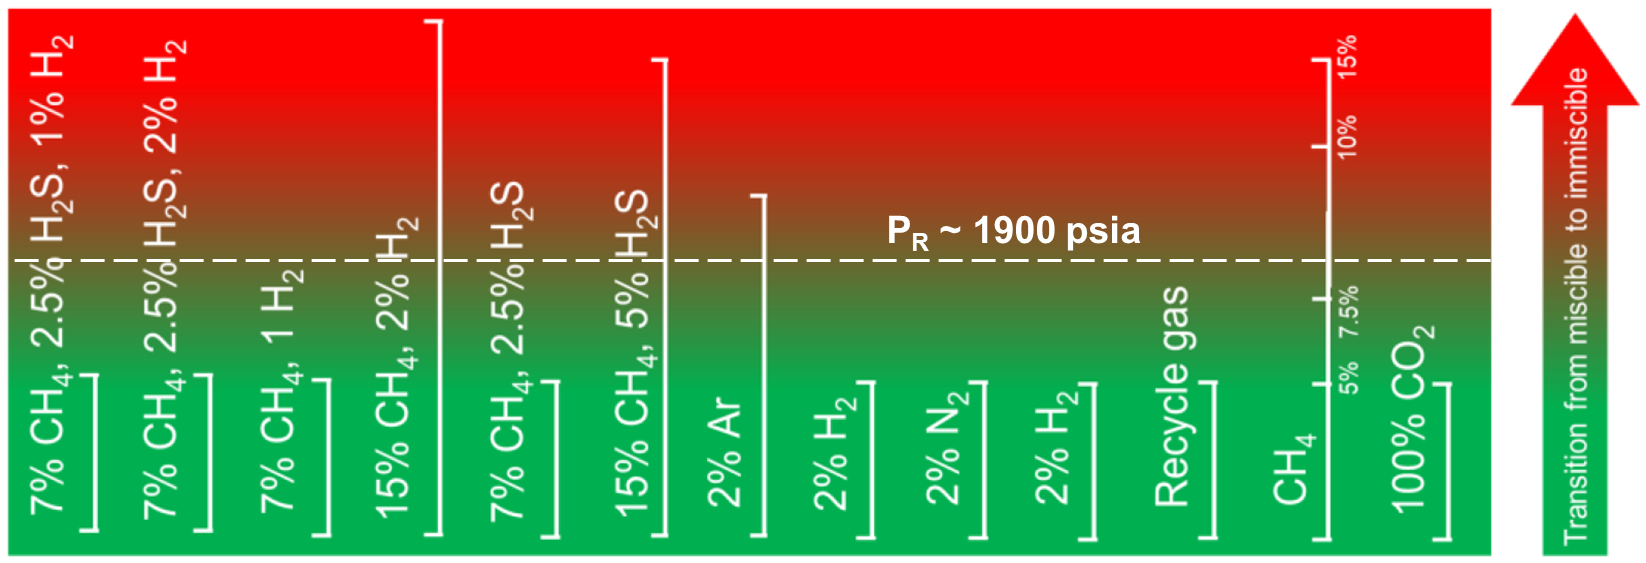 7% CH₄, 2.5% H₂S, 1% H₂
7% CH₄, 2.5% H₂S, 2% H₂
7% CH₄, 1 H₂
15% CH₄, 2% H₂
7% CH₄, 2.5% H₂S
15% CH₄, 5% H₂S
2% Ar
2% H₂
2% N₂
2% H₂
Recycle gas
CH₄
5%
7.5%
10%
15%
100% CO₂
P_R ~ 1900 psia
Transition from miscible to immiscible